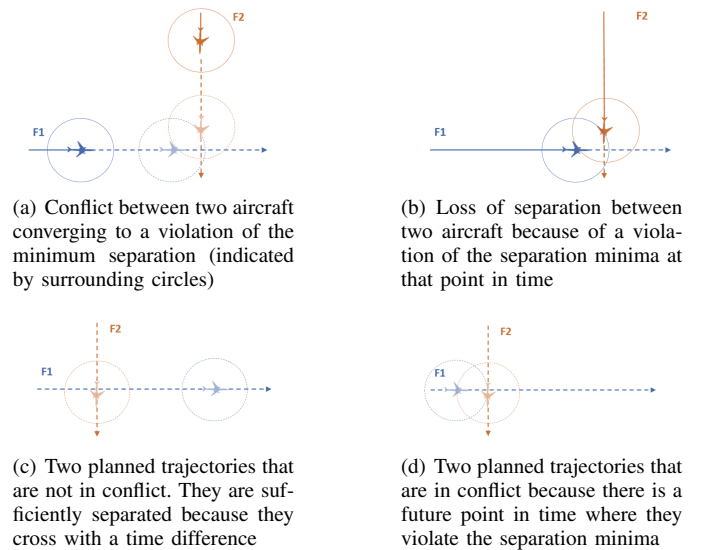 F2
F1
(a) Conflict between two aircraft
converging to a violation of the
minimum separation (indicated
by surrounding circles)
F2
F1
(b) Loss of separation between
two aircraft because of a viola-
tion of the separation minima at
that point in time
F2
F1
(c) Two planned trajectories that
are not in conflict. They are suf-
ficiently separated because they
cross with a time difference
F2
F1
(d) Two planned trajectories that
are in conflict because there is a
future point in time where they
violate the separation minima